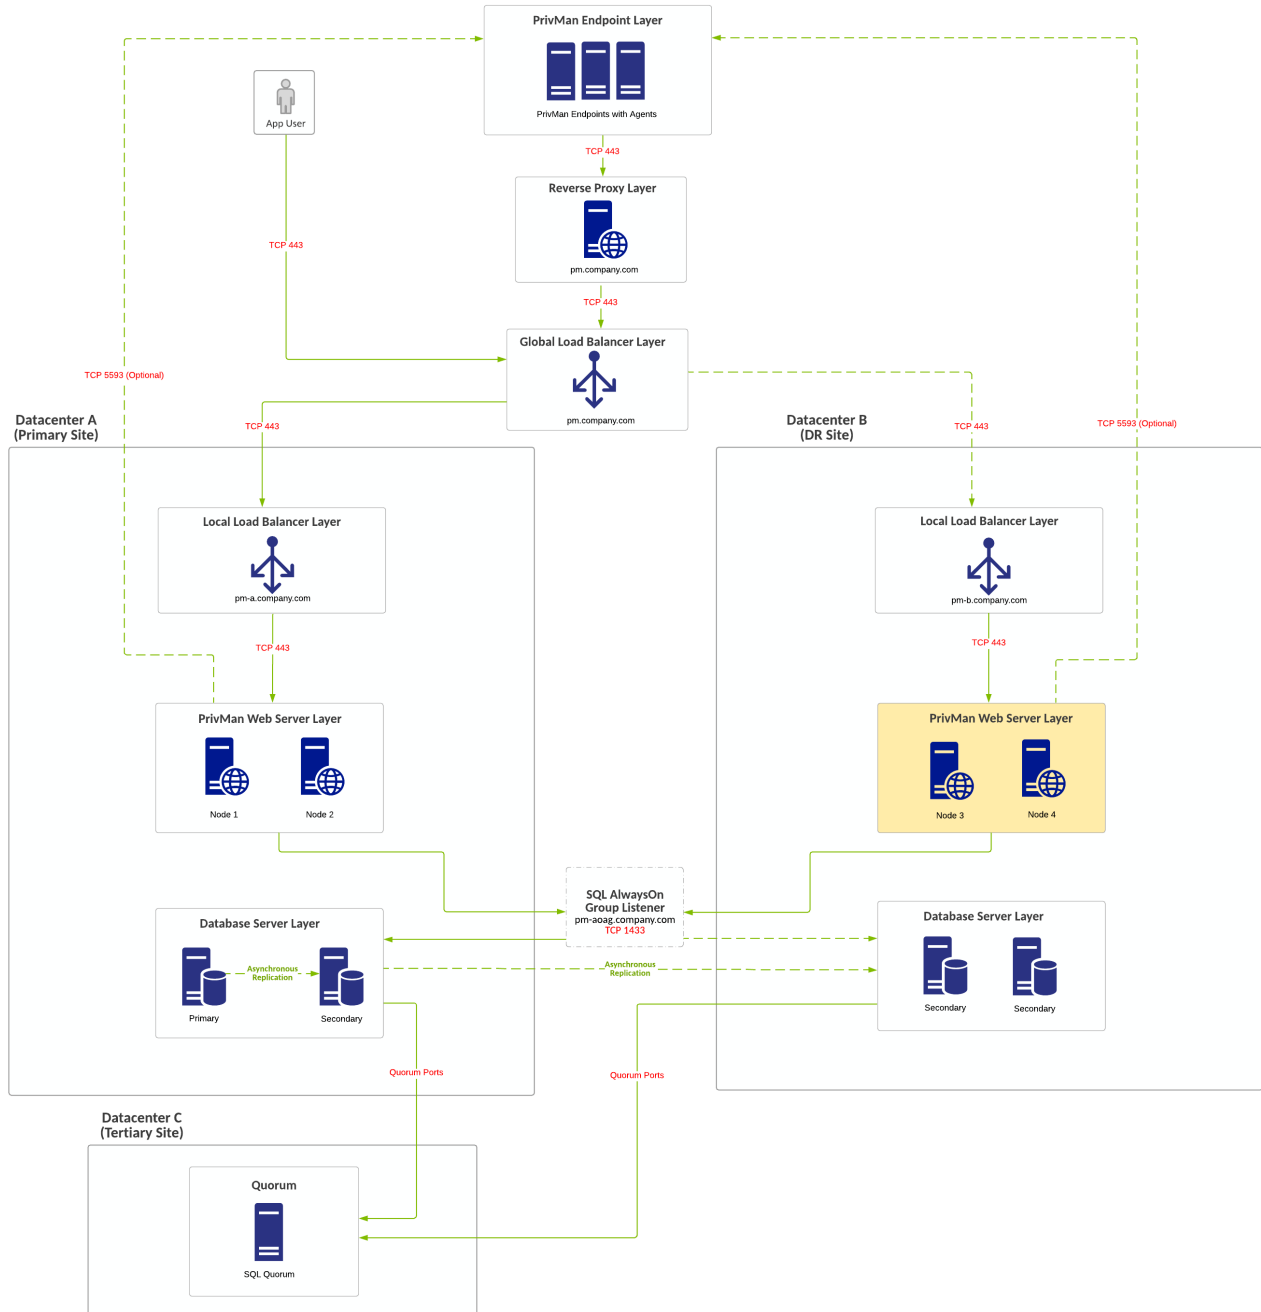 PrivMan Endpoint Layer
PrivMan Endpoints with Agents
App User
TCP 443
Reverse Proxy Layer
pm.company.com
TCP 443
TCP 443
Global Load Balancer Layer
pm.company.com
TCP 5593 (Optional)
TCP 443
TCP 443
TCP 5593 (Optional)
Datacenter A
(Primary Site)
Datacenter B
(DR Site)
Local Load Balancer Layer
pm-a.company.com
Local Load Balancer Layer
pm-b.company.com
TCP 443
TCP 443
PrivMan Web Server Layer
Node 1
Node 2
PrivMan Web Server Layer
Node 3
Node 4
SQL AlwaysOn
Group Listener
pm-aoag.company.com
TCP 1433
Database Server Layer
Asynchronous
Replication
Primary
Secondary
Asynchronous
Replication
Database Server Layer
Secondary
Secondary
Quorum Ports
Quorum Ports
Datacenter C
(Tertiary Site)
Quorum
SQL Quorum